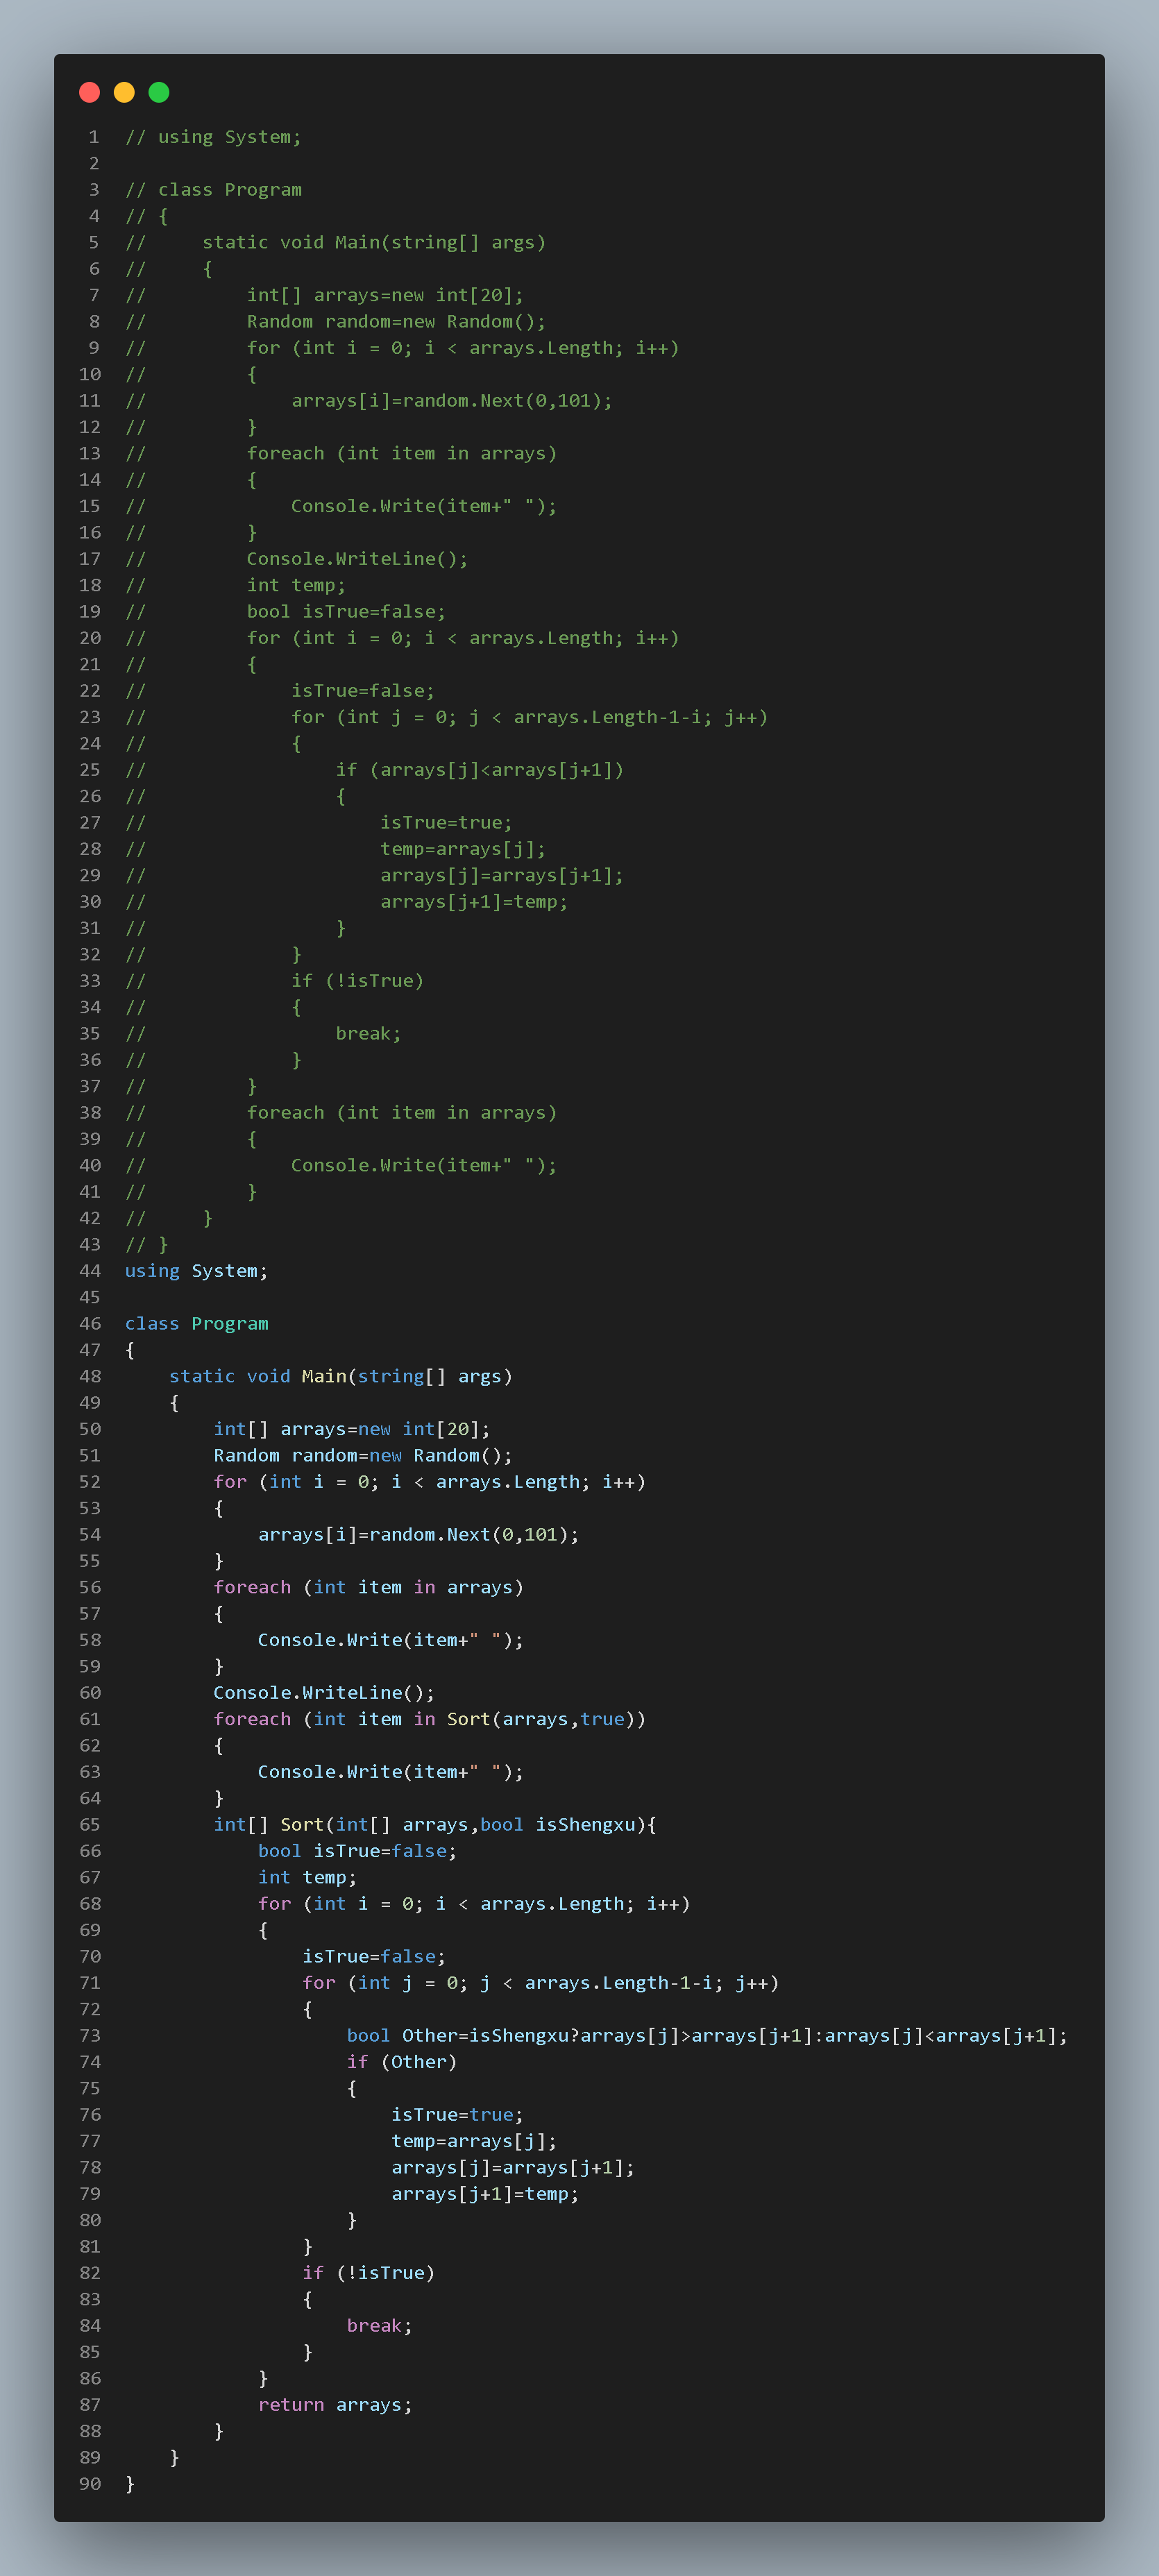 1 // using System;
2
3 // class Program
4 // {
5 //     static void Main(string[] args)
6 //     {
7 //         int[] arrays=new int[20];
8 //         Random random=new Random();
9 //         for (int i = 0; i < arrays.Length; i++)
10 //         {
11 //             arrays[i]=random.Next(0,101);
12 //         }
13 //         foreach (int item in arrays)
14 //         {
15 //             Console.Write(item+" ");
16 //         }
17 //         Console.WriteLine();
18 //         int temp;
19 //         bool isTrue=false;
20 //         for (int i = 0; i < arrays.Length; i++)
21 //         {
22 //             isTrue=false;
23 //             for (int j = 0; j < arrays.Length-1-i; j++)
24 //             {
25 //                 if (arrays[j]<arrays[j+1])
26 //                 {
27 //                     isTrue=true;
28 //                     temp=arrays[j];
29 //                     arrays[j]=arrays[j+1];
30 //                     arrays[j+1]=temp;
31 //                 }
32 //             }
33 //             if (!isTrue)
34 //             {
35 //                 break;
36 //             }
37 //         }
38 //         foreach (int item in arrays)
39 //         {
40 //             Console.Write(item+" ");
41 //         }
42 //     }
43 // }
44 using System;
45
46 class Program
47 {
48     static void Main(string[] args)
49     {
50         int[] arrays=new int[20];
51         Random random=new Random();
52         for (int i = 0; i < arrays.Length; i++)
53         {
54             arrays[i]=random.Next(0,101);
55         }
56         foreach (int item in arrays)
57         {
58             Console.Write(item+" ");
59         }
60         Console.WriteLine();
61         foreach (int item in Sort(arrays,true))
62         {
63             Console.Write(item+" ");
64         }
65         int[] Sort(int[] arrays,bool isShengxu){
66             bool isTrue=false;
67             int temp;
68             for (int i = 0; i < arrays.Length; i++)
69             {
70                 isTrue=false;
71                 for (int j = 0; j < arrays.Length-1-i; j++)
72                 {
73                     bool Other=isShengxu?arrays[j]>arrays[j+1]:arrays[j]<arrays[j+1];
74                     if (Other)
75                     {
76                         isTrue=true;
77                         temp=arrays[j];
78                         arrays[j]=arrays[j+1];
79                         arrays[j+1]=temp;
80                     }
81                 }
82                 if (!isTrue)
83                 {
84                     break;
85                 }
86             }
87             return arrays;
88         }
89     }
90 }